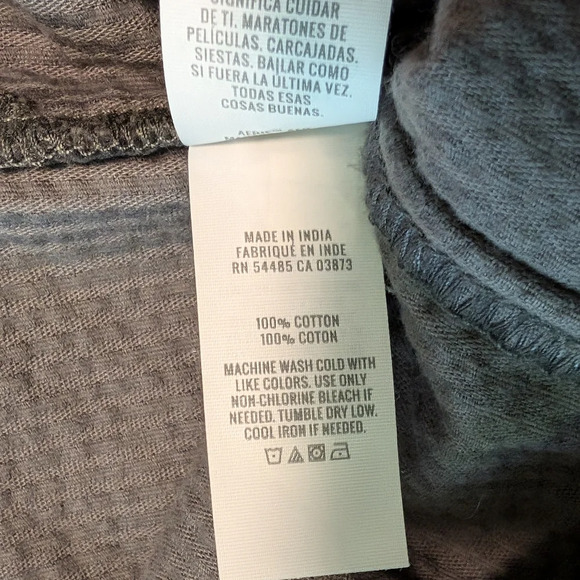 SIGNIFICA CUIDAR
DE TI. MARATONES DE
PELÍCULAS. CARCAJADAS.
SIESTAS. BAILAR COMO
SI FUERA LA ÚLTIMA VEZ.
TODAS ESAS
COSAS BUENAS.
MADE IN INDIA
FABRIQUÉ EN INDE
RN 54485 CA 03873
100% COTTON
100% COTON
MACHINE WASH COLD WITH
LIKE COLORS. USE ONLY
NON-CHLORINE BLEACH IF
NEEDED. TUMBLE DRY LOW.
COOL IRON IF NEEDED.